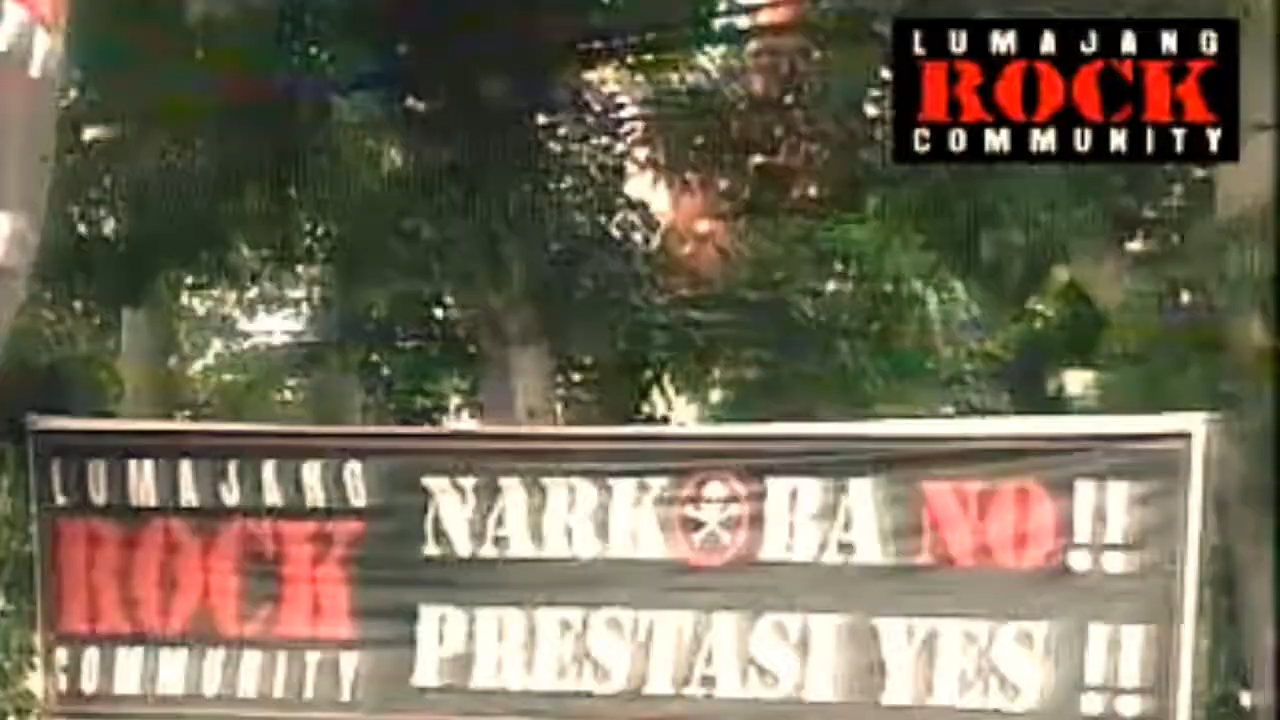 LUMAJANG
ROCK
COMMUNITY
LUMAJANG
ROCK
COMMUNITY
NARKOBA NO!!
PRESTASI YES !!